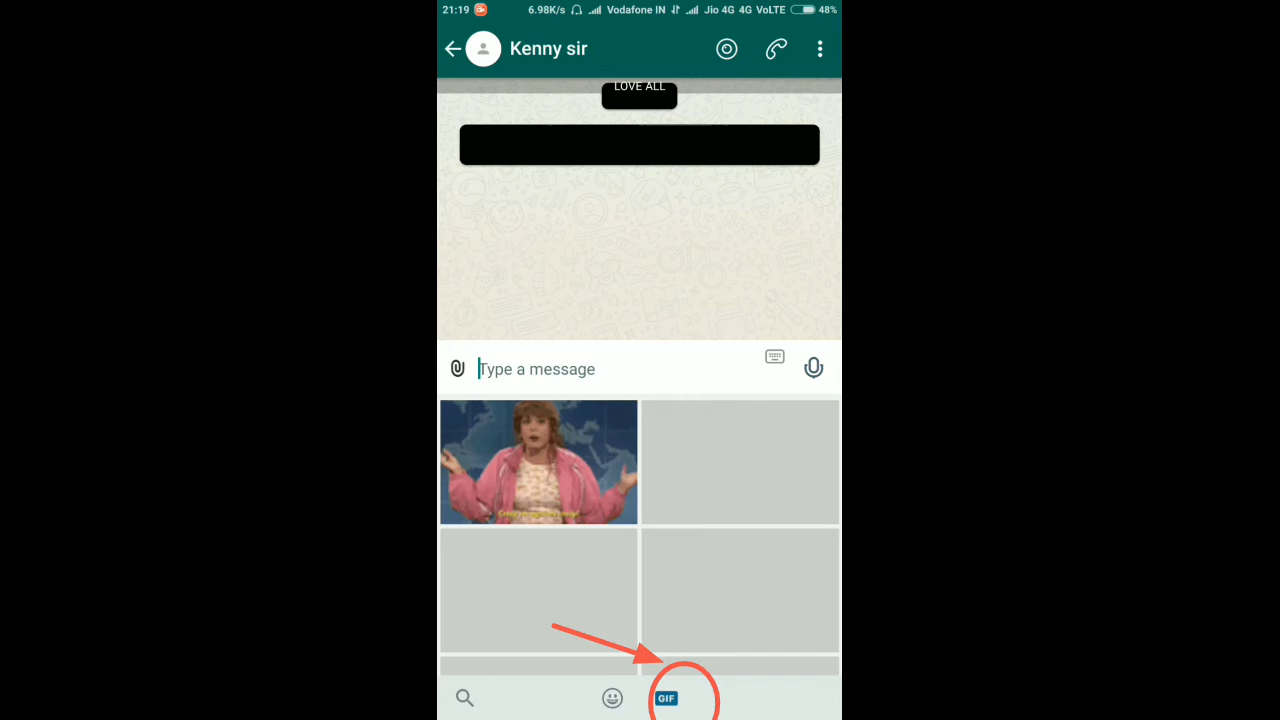 21:19 6.98K/s Vodafone IN Jio 4G 4G VoLTE 48%
Kenny sir
LOVE ALL
Type a message
GIF